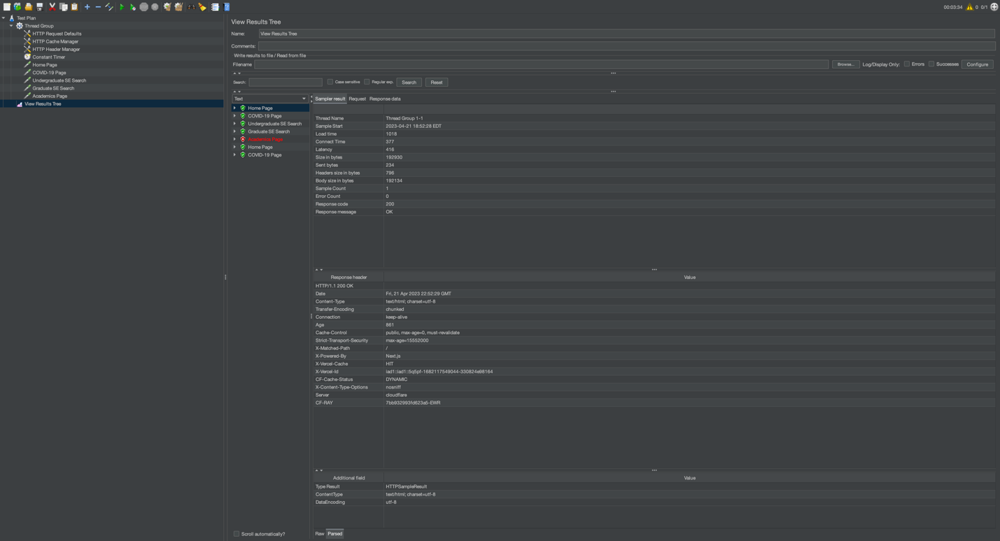 00:03:34 0 0/1
Test Plan
Thread Group
HTTP Request Defaults
HTTP Cache Manager
HTTP Header Manager
Constant Timer
Home Page
COVID-19 Page
Undergraduate SE Search
Graduate SE Search
Academics Page
View Results Tree
View Results Tree
Name: View Results Tree
Comments:
Write results to file / Read from file
Filename Browse... Log/Display Only: Errors Successes Configure
Search: Case sensitive Regular exp. Search Reset
Text
Home Page
COVID-19 Page
Undergraduate SE Search
Graduate SE Search
Academics Page
Home Page
COVID-19 Page
Scroll automatically?
Sampler result Request Response data
Thread Name Thread Group 1-1
Sample Start 2023-04-21 18:52:28 EDT
Load time 1018
Connect Time 377
Latency 416
Size in bytes 192930
Sent bytes 234
Headers size in bytes 796
Body size in bytes 192134
Sample Count 1
Error Count 0
Response code 200
Response message OK
Response header Value
HTTP/1.1 200 OK
Date Fri, 21 Apr 2023 22:52:29 GMT
Content-Type text/html; charset=utf-8
Transfer-Encoding chunked
Connection keep-alive
Age 861
Cache-Control public, max-age=0, must-revalidate
Strict-Transport-Security max-age=15552000
X-Matched-Path /
X-Powered-By Next.js
X-Vercel-Cache HIT
X-Vercel-Id iad1::iad1::5q5pf-1682117549044-330824e98164
CF-Cache-Status DYNAMIC
X-Content-Type-Options nosniff
Server cloudflare
CF-RAY 7bb932993fd623a5-EWR
Additional field Value
Type Result HTTPSampleResult
ContentType text/html; charset=utf-8
DataEncoding utf-8
Raw Parsed